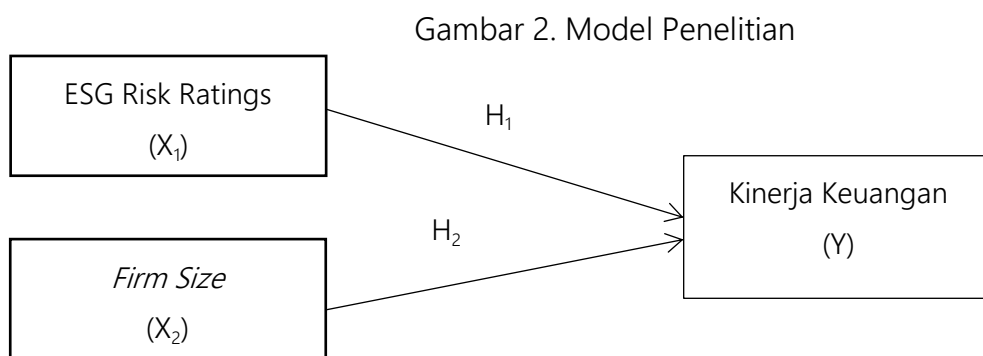 Gambar 2. Model Penelitian
ESG Risk Ratings
(X₁)
H₁
Kinerja Keuangan
(Y)
H₂
Firm Size
(X₂)